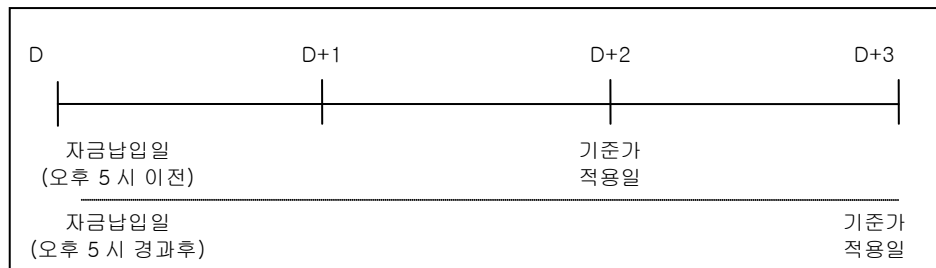 D D+1 D+2 D+3
자금납입일 기준가
(오후 5 시 이전) 적용일
자금납입일 기준가
(오후 5 시 경과후) 적용일